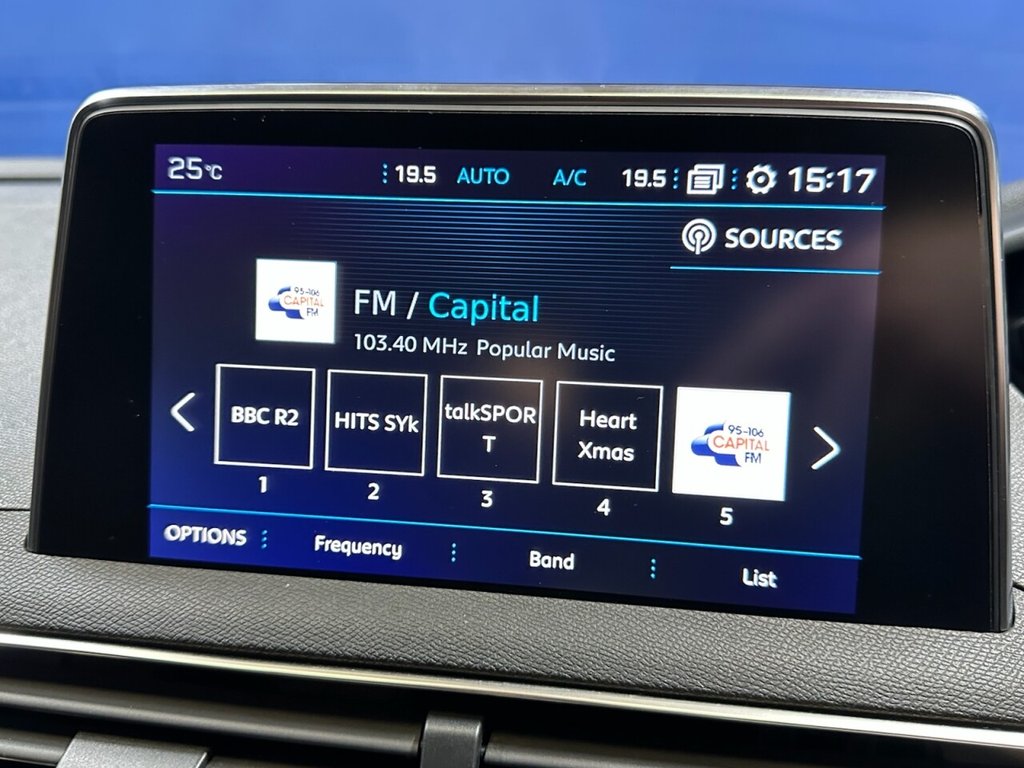 25°C
19.5 AUTO A/C 19.5 15:17
SOURCES
95-106
CAPITAL
FM
FM / Capital
103.40 MHz Popular Music
BBC R2
HITS SYk
talkSPOR
T
Heart
Xmas
95-106
CAPITAL
FM
1
2
3
4
5
OPTIONS
Frequency
Band
List